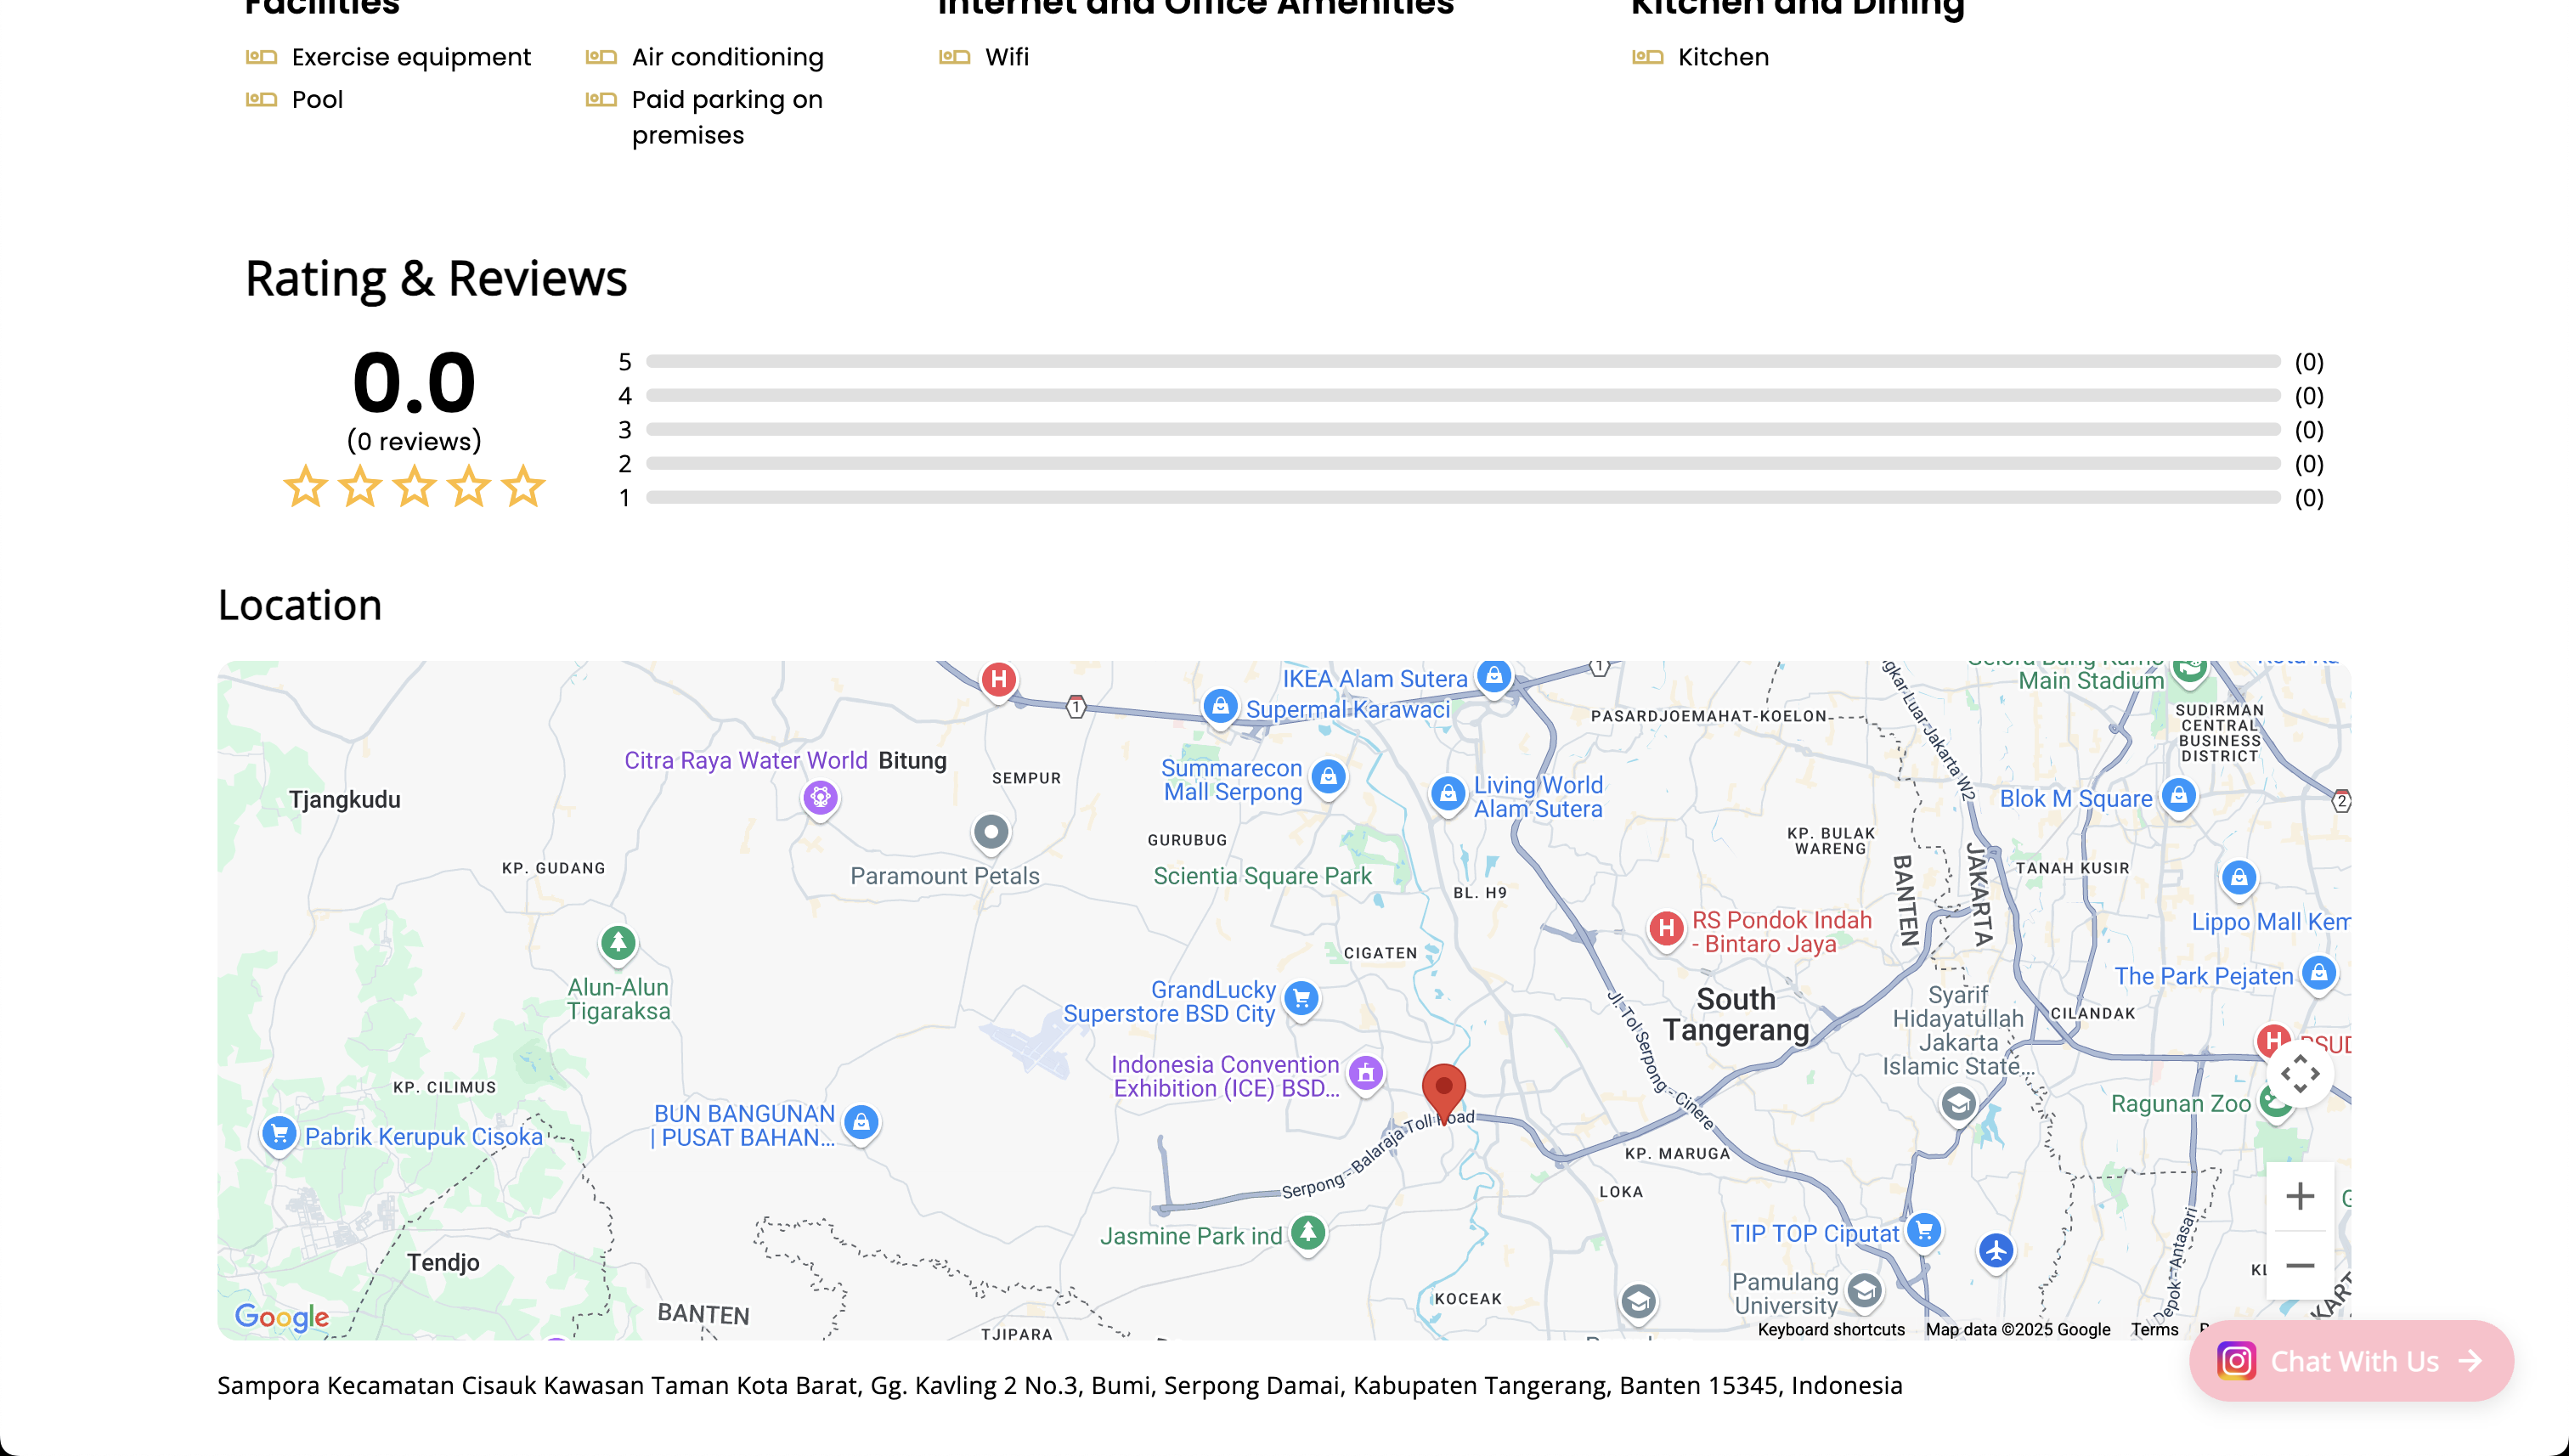 Facilities
Internet and Office Amenities
Kitchen and Dining
Exercise equipment
Air conditioning
Wifi
Kitchen
Pool
Paid parking on
premises
Rating & Reviews
0.0
(0 reviews)
5 (0)
4 (0)
3 (0)
2 (0)
1 (0)
Location
H
IKEA Alam Sutera
1
Main Stadium
1
Supermal Karawaci
PASARDJOEMAHAT-KOELON
SUDIRMAN
CENTRAL
BUSINESS
DISTRICT
Citra Raya Water World
Bitung
SEMPUR
Summarecon
Mall Serpong
Living World
Alam Sutera
Tjangkudu
Blok M Square
2
GURUBUG
KP. BULAK
WARENG
KP. GUDANG
Paramount Petals
Scientia Square Park
BL. H9
BANTEN
JAKARTA
TANAH KUSIR
H
RS Pondok Indah
- Bintaro Jaya
Lippo Mall Kem
CIGATEN
Alun-Alun
Tigaraksa
GrandLucky
Superstore BSD City
The Park Pejaten
South
Tangerang
Syarif
Hidayatullah
Jakarta
Islamic State...
CILANDAK
Jl. Tol Serpong - Cinere
H
KP. CILIMUS
Indonesia Convention
Exhibition (ICE) BSD...
Ragunan Zoo
BUN BANGUNAN
| PUSAT BAHAN...
Pabrik Kerupuk Cisoka
Serpong - Balaraja Toll Road
KP. MARUGA
LOKA
Jasmine Park ind
TIP TOP Ciputat
Tendjo
Depok - Antasari
Pamulang
University
KOCEAK
BANTEN
TJIPARA
Google
Keyboard shortcuts
Map data ©2025 Google
Terms
Chat With Us
Sampora Kecamatan Cisauk Kawasan Taman Kota Barat, Gg. Kavling 2 No.3, Bumi, Serpong Damai, Kabupaten Tangerang, Banten 15345, Indonesia